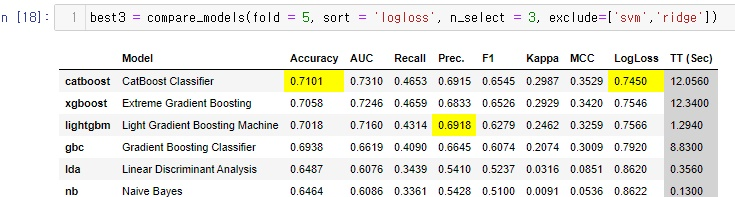 n [18]: 1 best3 = compare_models(fold = 5, sort = 'logloss', n_select = 3, exclude=['svm','ridge'])
Model Accuracy AUC Recall Prec. F1 Kappa MCC LogLoss TT (Sec)
catboost CatBoost Classifier 0.7101 0.7310 0.4653 0.6915 0.6545 0.2987 0.3529 0.7450 12.0560
xgboost Extreme Gradient Boosting 0.7058 0.7246 0.4659 0.6833 0.6526 0.2929 0.3420 0.7546 12.3400
lightgbm Light Gradient Boosting Machine 0.7018 0.7160 0.4314 0.6918 0.6279 0.2462 0.3259 0.7566 1.2940
gbc Gradient Boosting Classifier 0.6938 0.6619 0.4090 0.6645 0.6074 0.2074 0.3009 0.7920 8.8300
lda Linear Discriminant Analysis 0.6487 0.6076 0.3439 0.5410 0.5237 0.0316 0.0851 0.8620 0.3560
nb Naive Bayes 0.6464 0.6086 0.3361 0.5428 0.5100 0.0091 0.0536 0.8622 0.1300